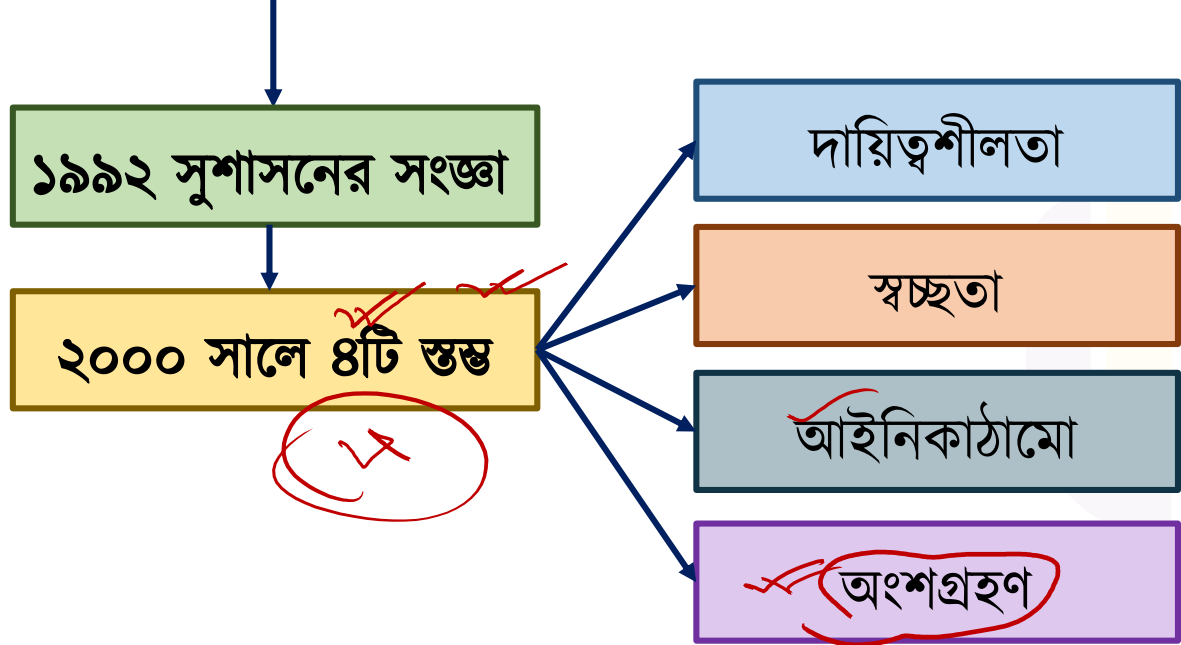 ১৯৯২ সুশাসনের সংজ্ঞা
২০০০ সালে ৪টি স্তম্ভ
দায়িত্বশীলতা
স্বচ্ছতা
আইনিকাঠামো
অংশগ্রহণ